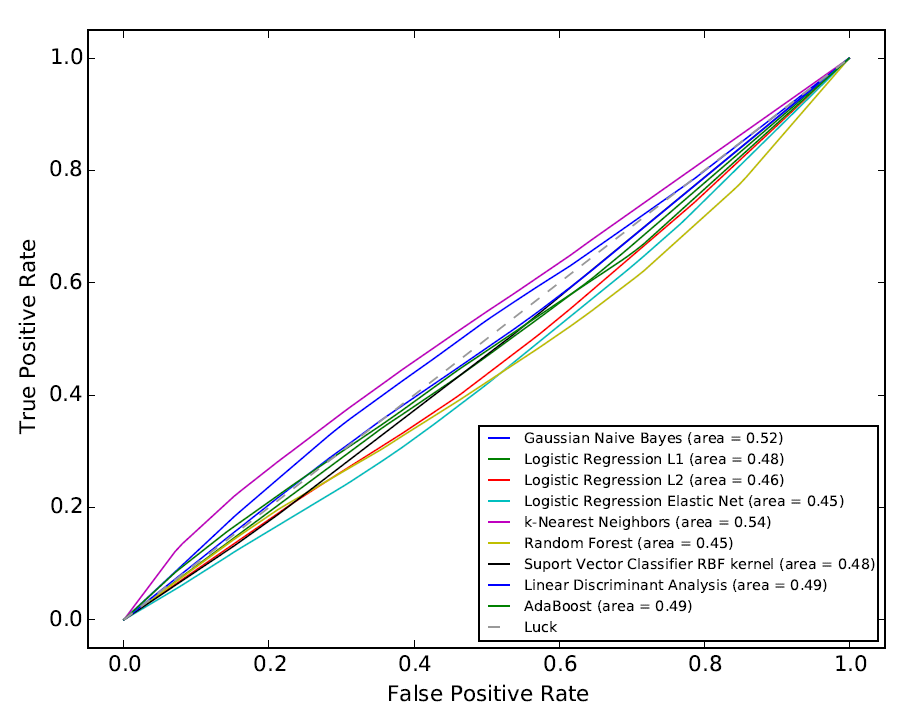 1.0
0.8
0.6
0.4
0.2
0.0
True Positive Rate
Gaussian Naive Bayes (area = 0.52)
Logistic Regression L1 (area = 0.48)
Logistic Regression L2 (area = 0.46)
Logistic Regression Elastic Net (area = 0.45)
k-Nearest Neighbors (area = 0.54)
Random Forest (area = 0.45)
Suport Vector Classifier RBF kernel (area = 0.48)
Linear Discriminant Analysis (area = 0.49)
AdaBoost (area = 0.49)
Luck
0.0 0.2 0.4 0.6 0.8 1.0
False Positive Rate